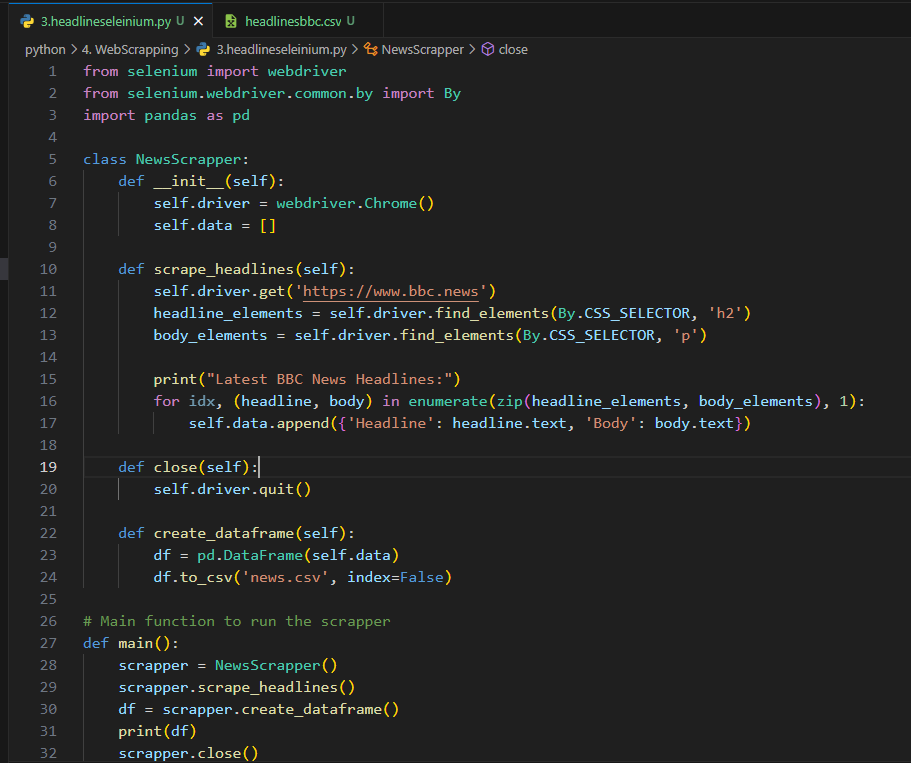 3.headlineseleinium.py U × headlinesbbc.csv U
python > 4. WebScrapping > 3.headlineseleinium.py > NewsScrapper > close
1 from selenium import webdriver
2 from selenium.webdriver.common.by import By
3 import pandas as pd
4
5 class NewsScrapper:
6     def __init__(self):
7         self.driver = webdriver.Chrome()
8         self.data = []
9
10     def scrape_headlines(self):
11         self.driver.get('https://www.bbc.news')
12         headline_elements = self.driver.find_elements(By.CSS_SELECTOR, 'h2')
13         body_elements = self.driver.find_elements(By.CSS_SELECTOR, 'p')
14
15         print("Latest BBC News Headlines:")
16         for idx, (headline, body) in enumerate(zip(headline_elements, body_elements), 1):
17             self.data.append({'Headline': headline.text, 'Body': body.text})
18
19     def close(self):
20         self.driver.quit()
21
22     def create_dataframe(self):
23         df = pd.DataFrame(self.data)
24         df.to_csv('news.csv', index=False)
25
26 # Main function to run the scrapper
27 def main():
28     scrapper = NewsScrapper()
29     scrapper.scrape_headlines()
30     df = scrapper.create_dataframe()
31     print(df)
32     scrapper.close()